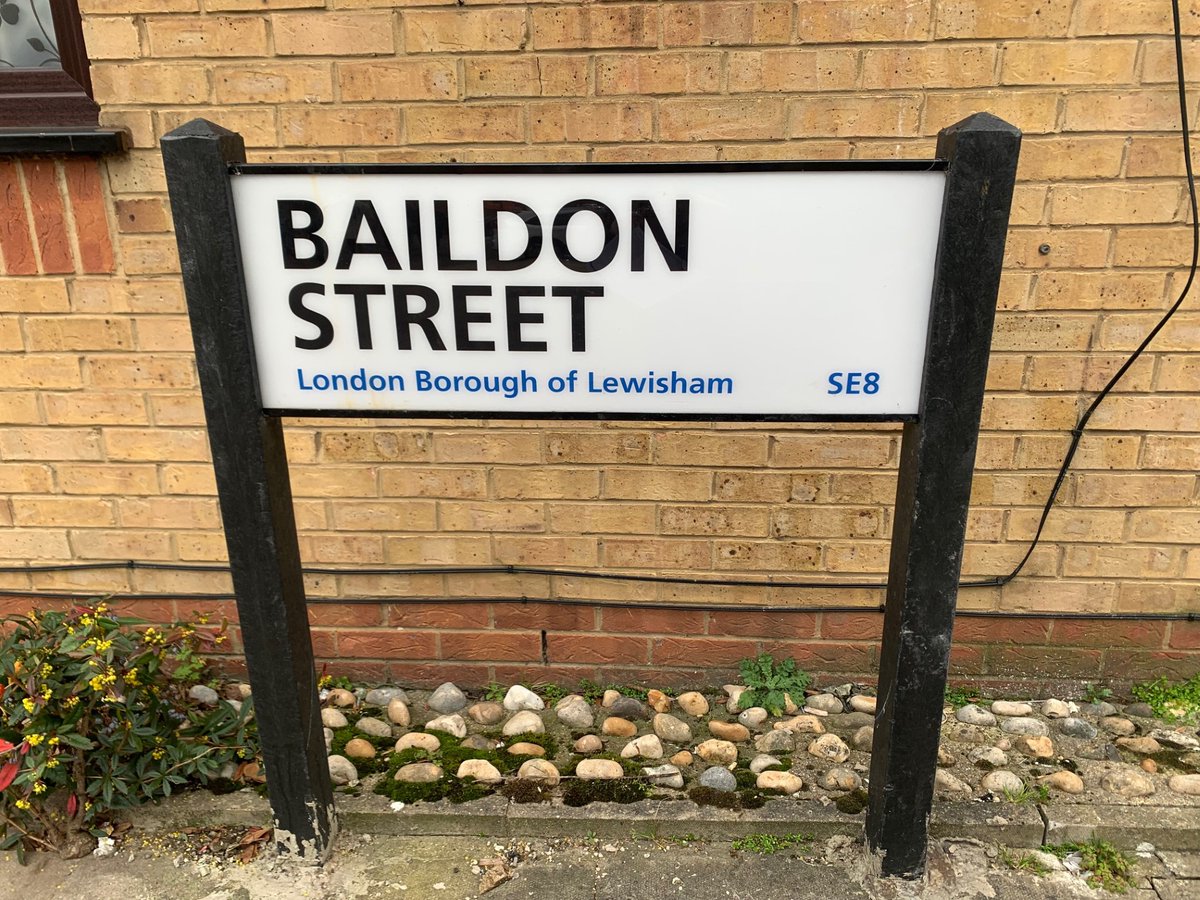 BAILDON
STREET
London Borough of Lewisham SE8